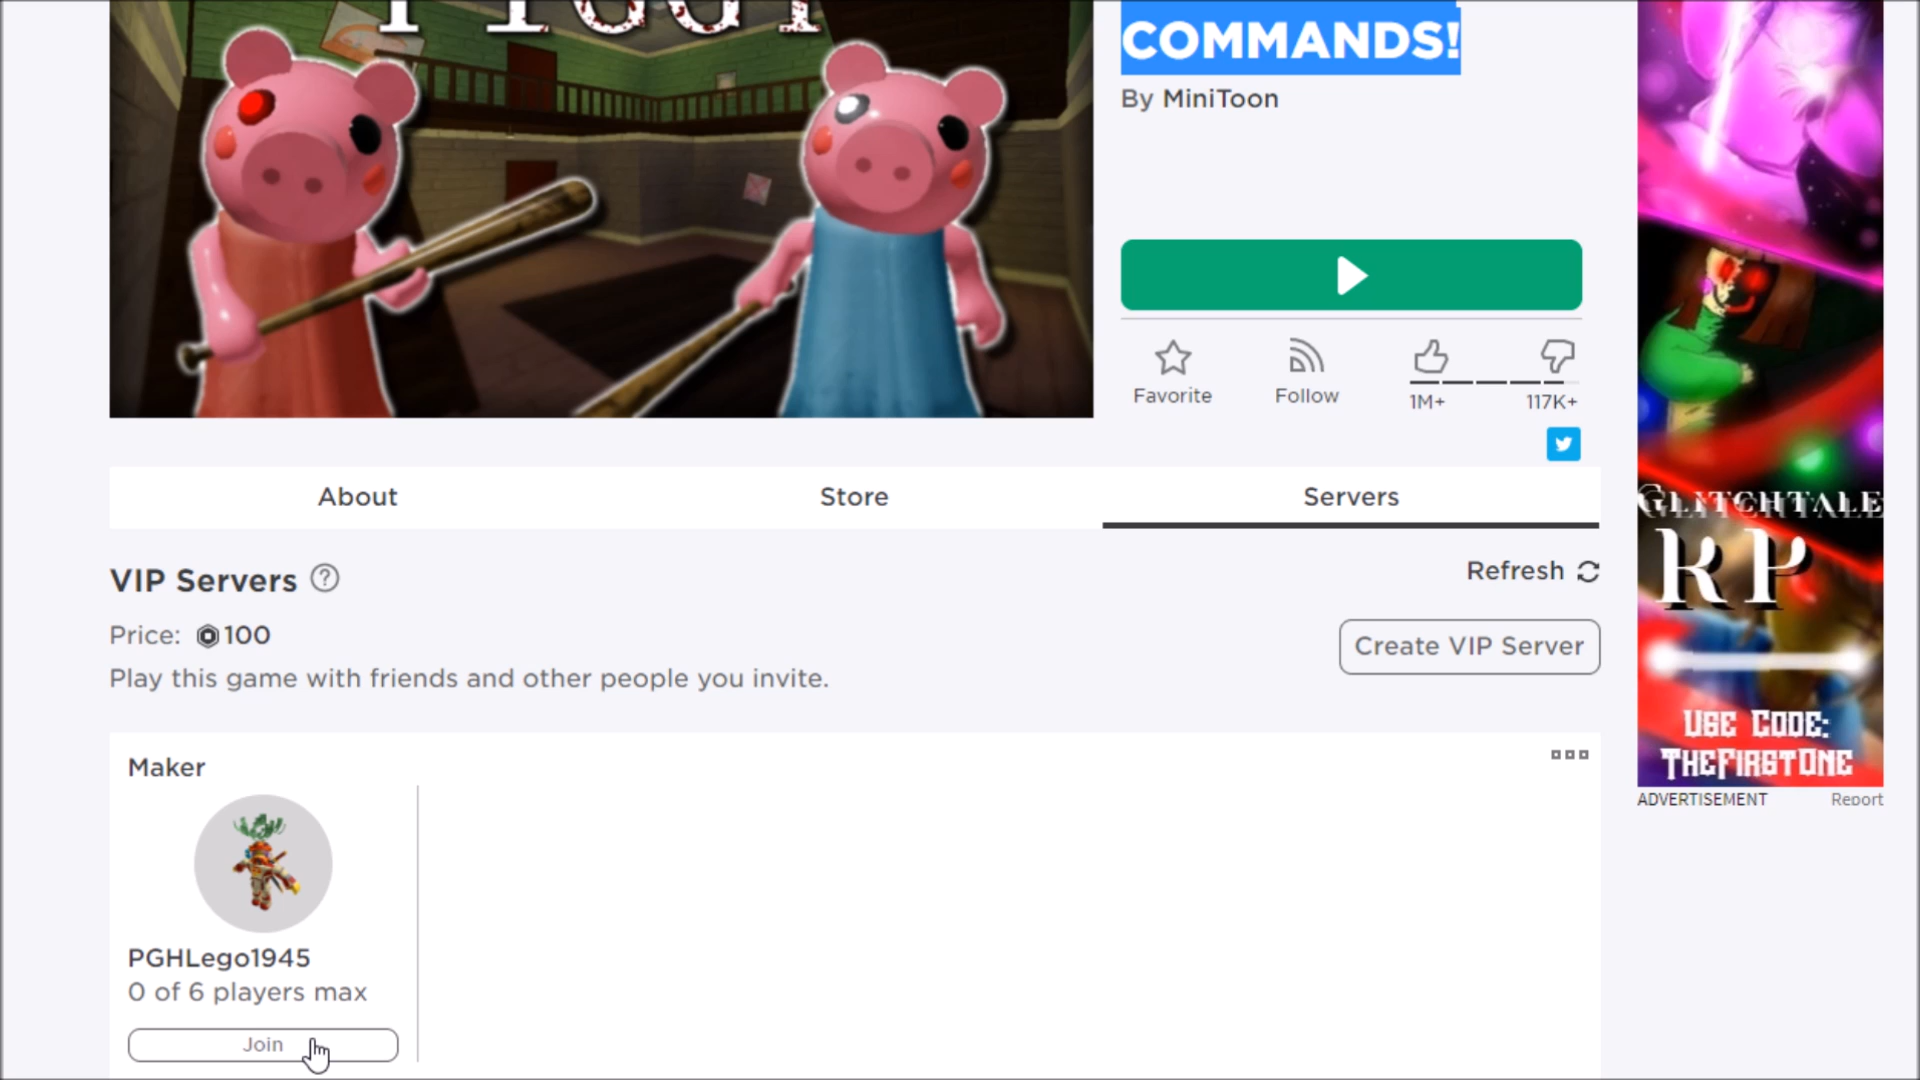 PIGGY
COMMANDS!
By MiniToon
Favorite
Follow
1M+
117K+
About
Store
Servers
VIP Servers ?
Refresh
Price: 100
Create VIP Server
Play this game with friends and other people you invite.
Maker
PGHLego1945
0 of 6 players max
Join
GLITCHTALE
RP
USE CODE:
THEFIRSTONE
ADVERTISEMENT
Report